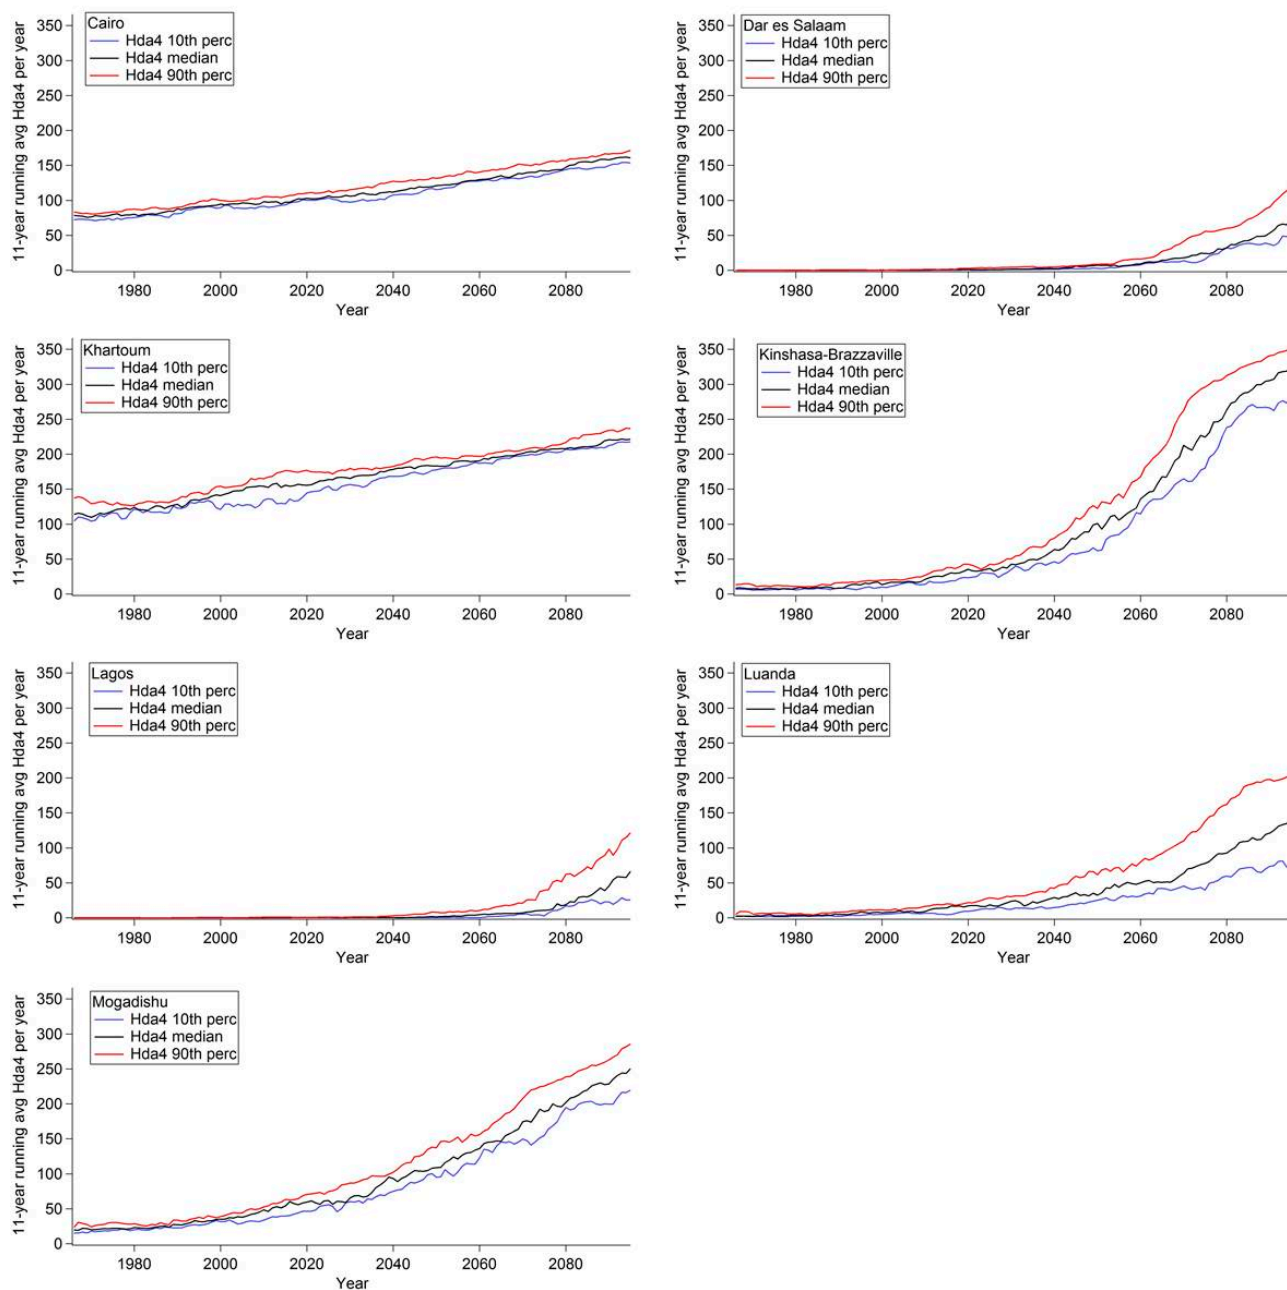 Cairo
Hda4 10th perc
Hda4 median
Hda4 90th perc
11-year running avg Hda4 per year
350
300
250
200
150
100
50
0
1980 2000 2020 2040 2060 2080
Year
Dar es Salaam
Hda4 10th perc
Hda4 median
Hda4 90th perc
11-year running avg Hda4 per year
350
300
250
200
150
100
50
0
1980 2000 2020 2040 2060 2080
Year
Khartoum
Hda4 10th perc
Hda4 median
Hda4 90th perc
11-year running avg Hda4 per year
350
300
250
200
150
100
50
0
1980 2000 2020 2040 2060 2080
Year
Kinshasa-Brazzaville
Hda4 10th perc
Hda4 median
Hda4 90th perc
11-year running avg Hda4 per year
350
300
250
200
150
100
50
0
1980 2000 2020 2040 2060 2080
Year
Lagos
Hda4 10th perc
Hda4 median
Hda4 90th perc
11-year running avg Hda4 per year
350
300
250
200
150
100
50
0
1980 2000 2020 2040 2060 2080
Year
Luanda
Hda4 10th perc
Hda4 median
Hda4 90th perc
11-year running avg Hda4 per year
350
300
250
200
150
100
50
0
1980 2000 2020 2040 2060 2080
Year
Mogadishu
Hda4 10th perc
Hda4 median
Hda4 90th perc
11-year running avg Hda4 per year
350
300
250
200
150
100
50
0
1980 2000 2020 2040 2060 2080
Year